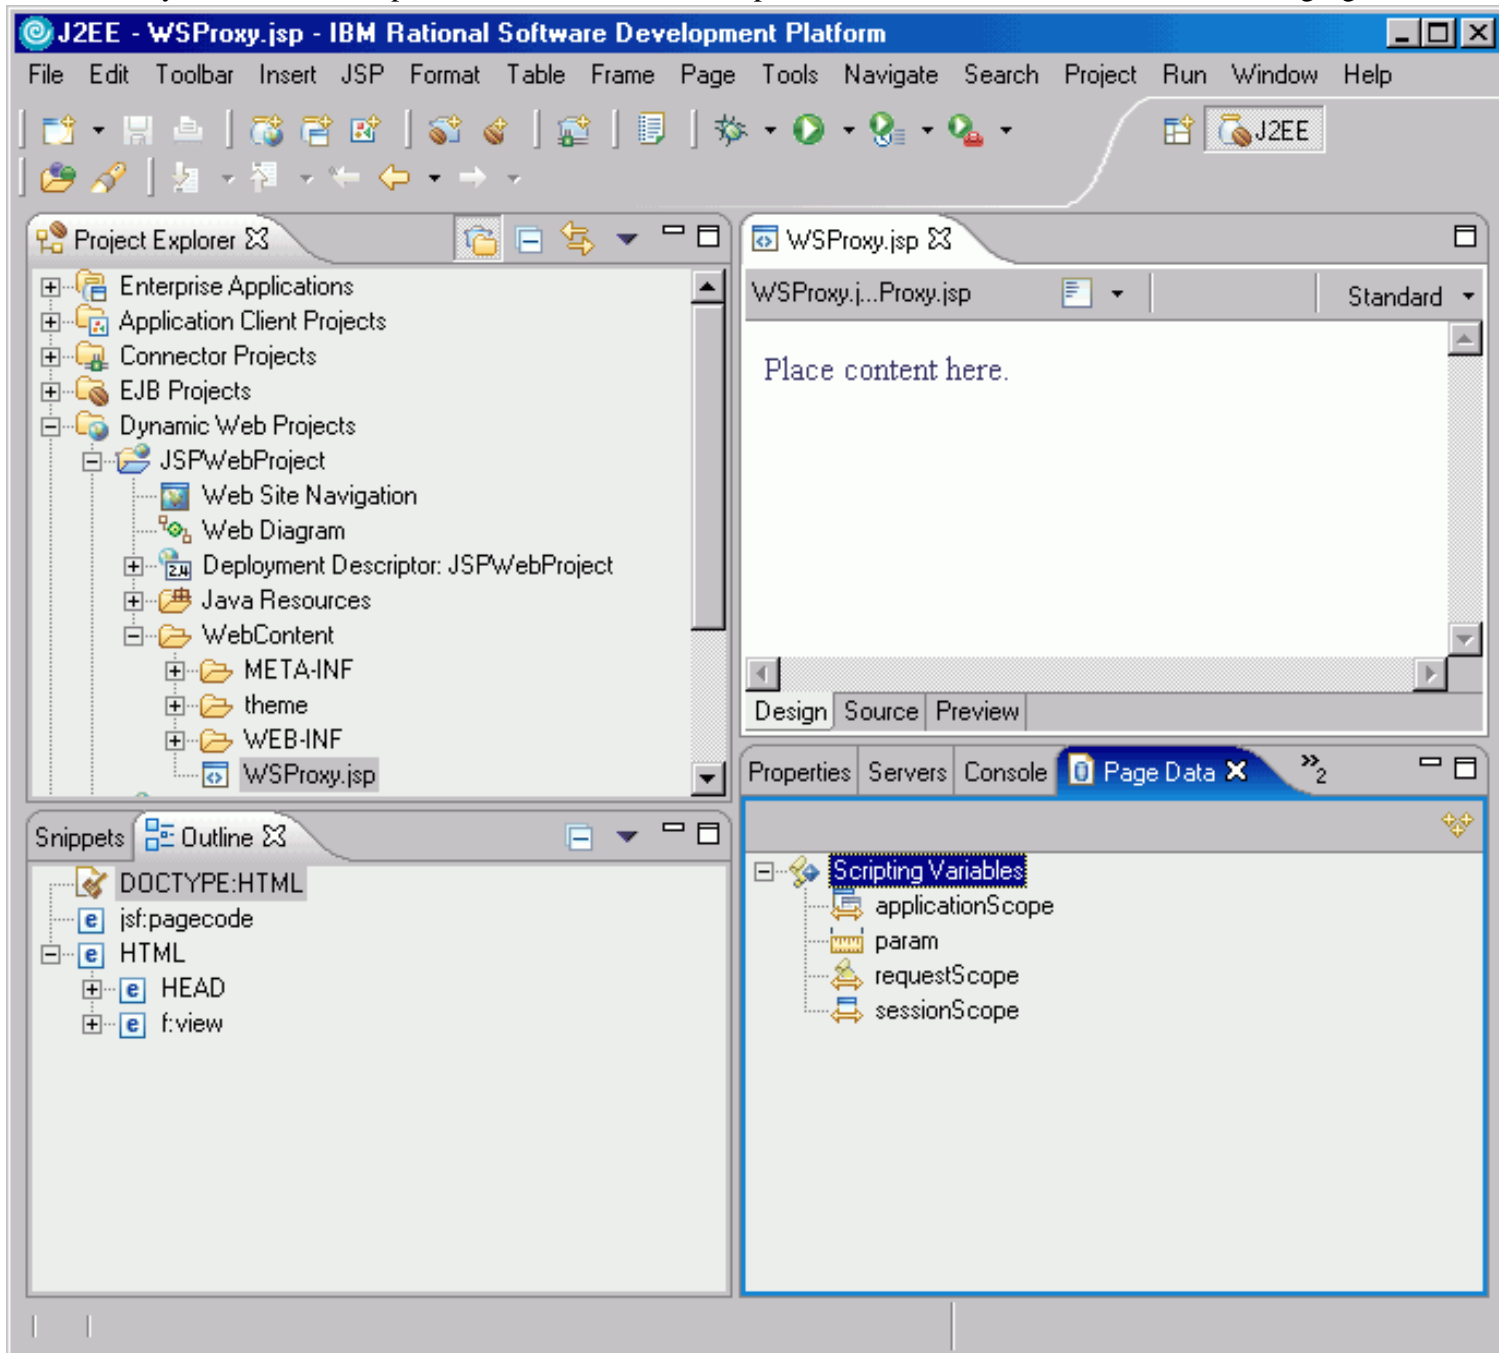 J2EE - WSProxy.jsp - IBM Rational Software Development Platform
File Edit Toolbar Insert JSP Format Table Frame Page Tools Navigate Search Project Run Window Help
J2EE
Project Explorer
Enterprise Applications
Application Client Projects
Connector Projects
EJB Projects
Dynamic Web Projects
JSPWebProject
Web Site Navigation
Web Diagram
2.4 Deployment Descriptor: JSPWebProject
Java Resources
WebContent
META-INF
theme
WEB-INF
WSProxy.jsp
WSProxy.jsp
WSProxy.j...Proxy.jsp
Standard
Place content here.
Design Source Preview
Snippets Outline
DOCTYPE:HTML
jsf:pagecode
HTML
HEAD
f:view
Properties Servers Console Page Data »2
Scripting Variables
applicationScope
param
requestScope
sessionScope